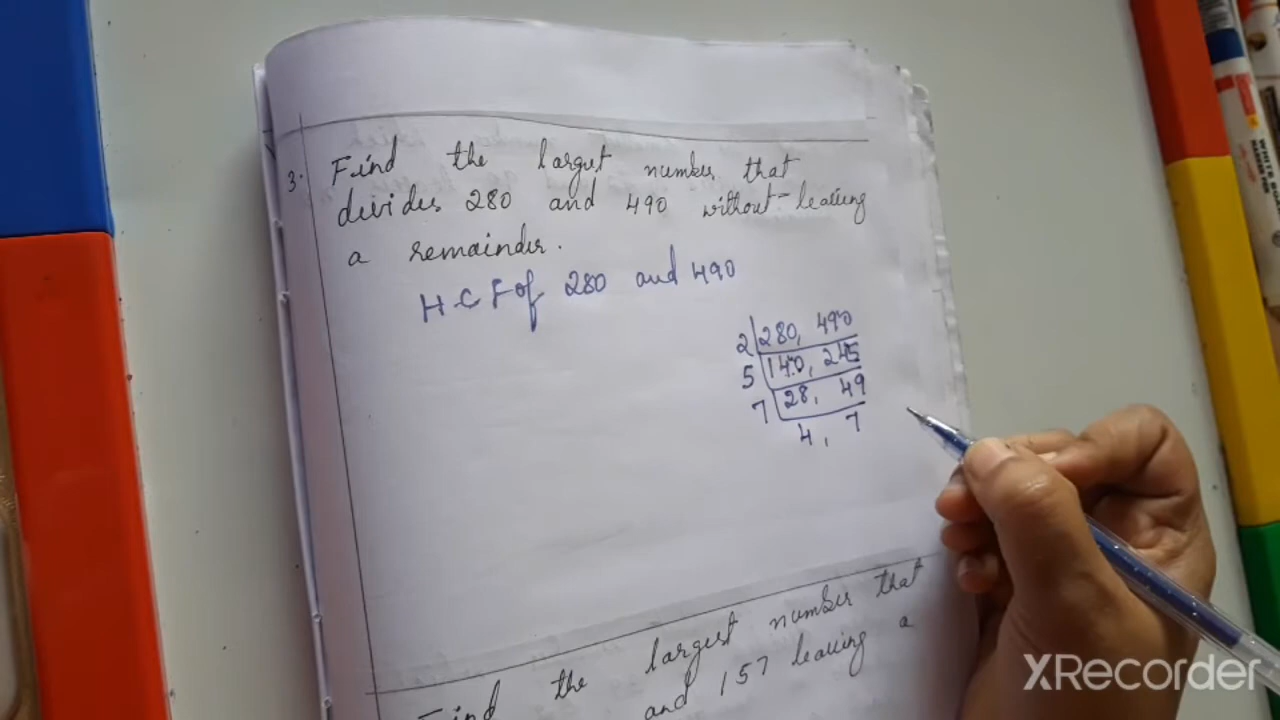 3. Find the largest number that
divides 280 and 490 without leaving
a remainder.
H.C.F of 280 and 490
2 280, 490
5 140, 245
7 28, 49
4, 7
Find the largest number that
and 157 leaving a
XRecorder